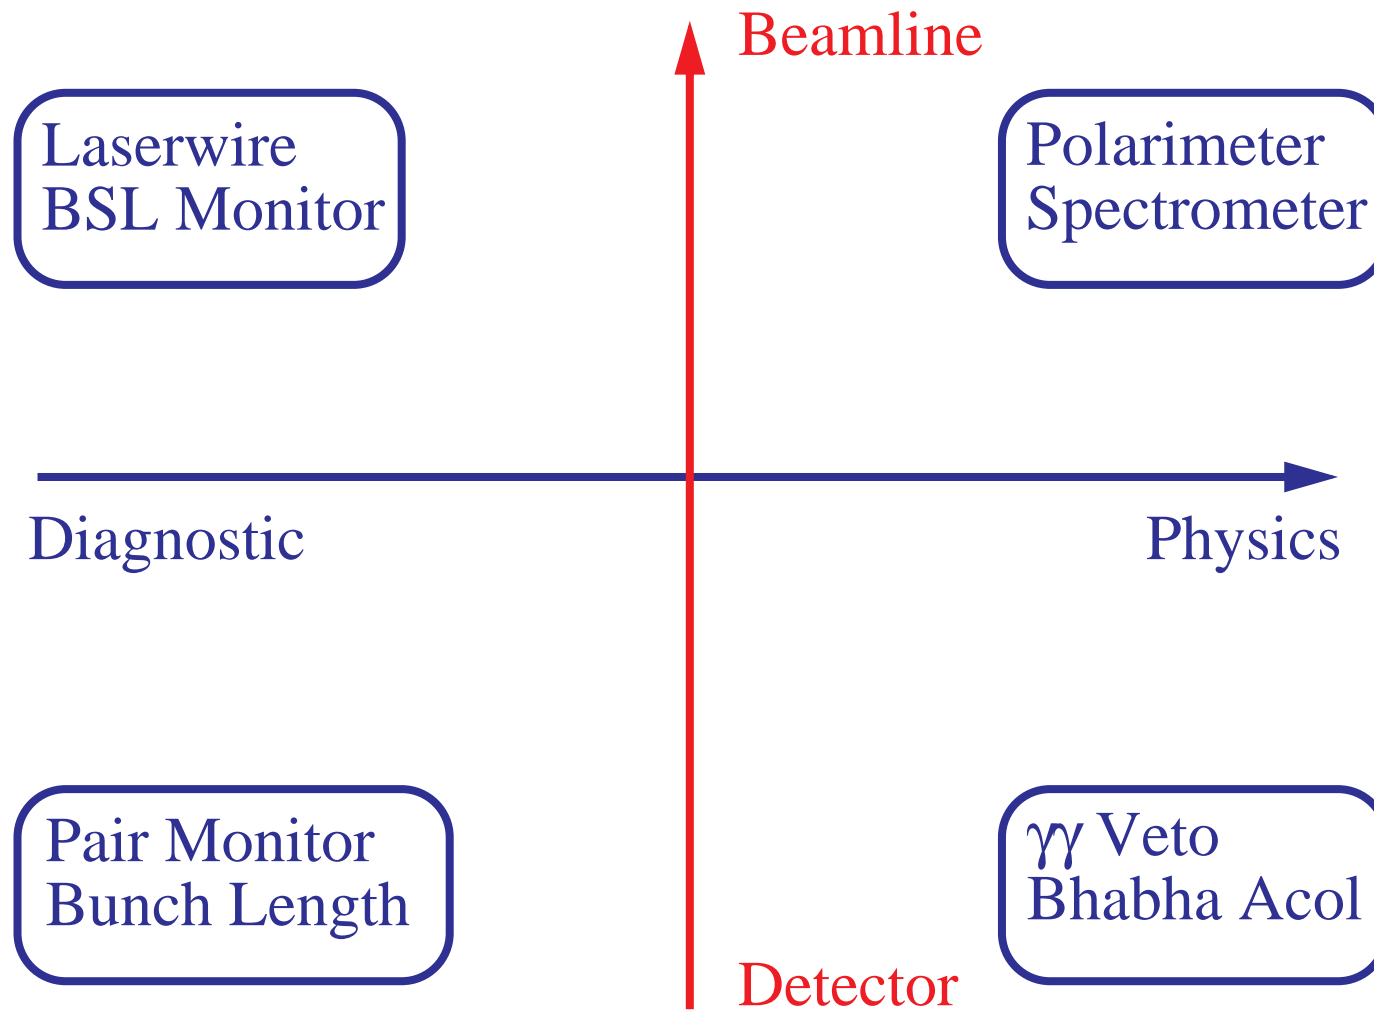 Beamline
Laserwire
BSL Monitor
Polarimeter
Spectrometer
Diagnostic
Physics
Pair Monitor
Bunch Length
γγ Veto
Bhabha Acol
Detector